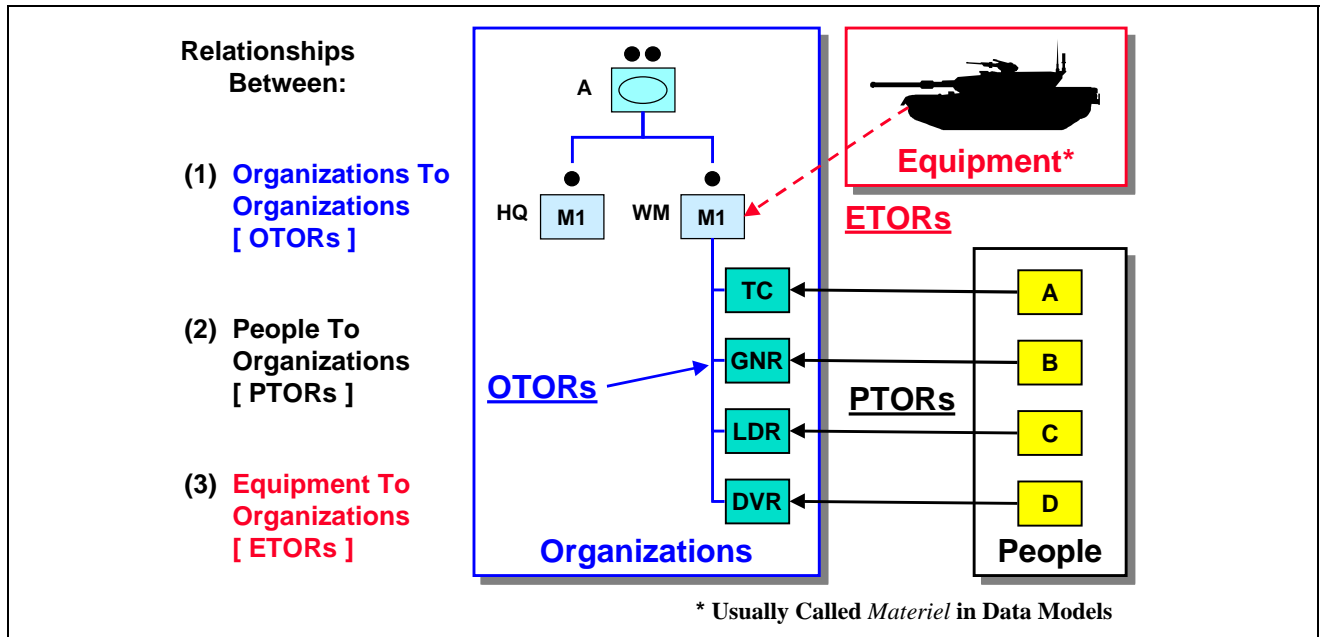 Relationships
Between:
(1) Organizations To
Organizations
[ OTORs ]
(2) People To
Organizations
[ PTORs ]
(3) Equipment To
Organizations
[ ETORs ]
A
HQ
M1
WM
M1
TC
GNR
LDR
DVR
OTORs
Organizations
Equipment*
ETORs
PTORs
A
B
C
D
People
* Usually Called Materiel in Data Models